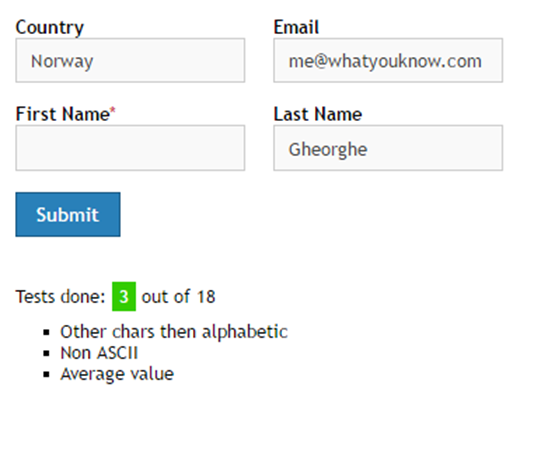 Country Email
Norway me@whatyouknow.com
First Name* Last Name
Gheorghe
Submit
Tests done: 3 out of 18
Other chars then alphabetic
Non ASCII
Average value